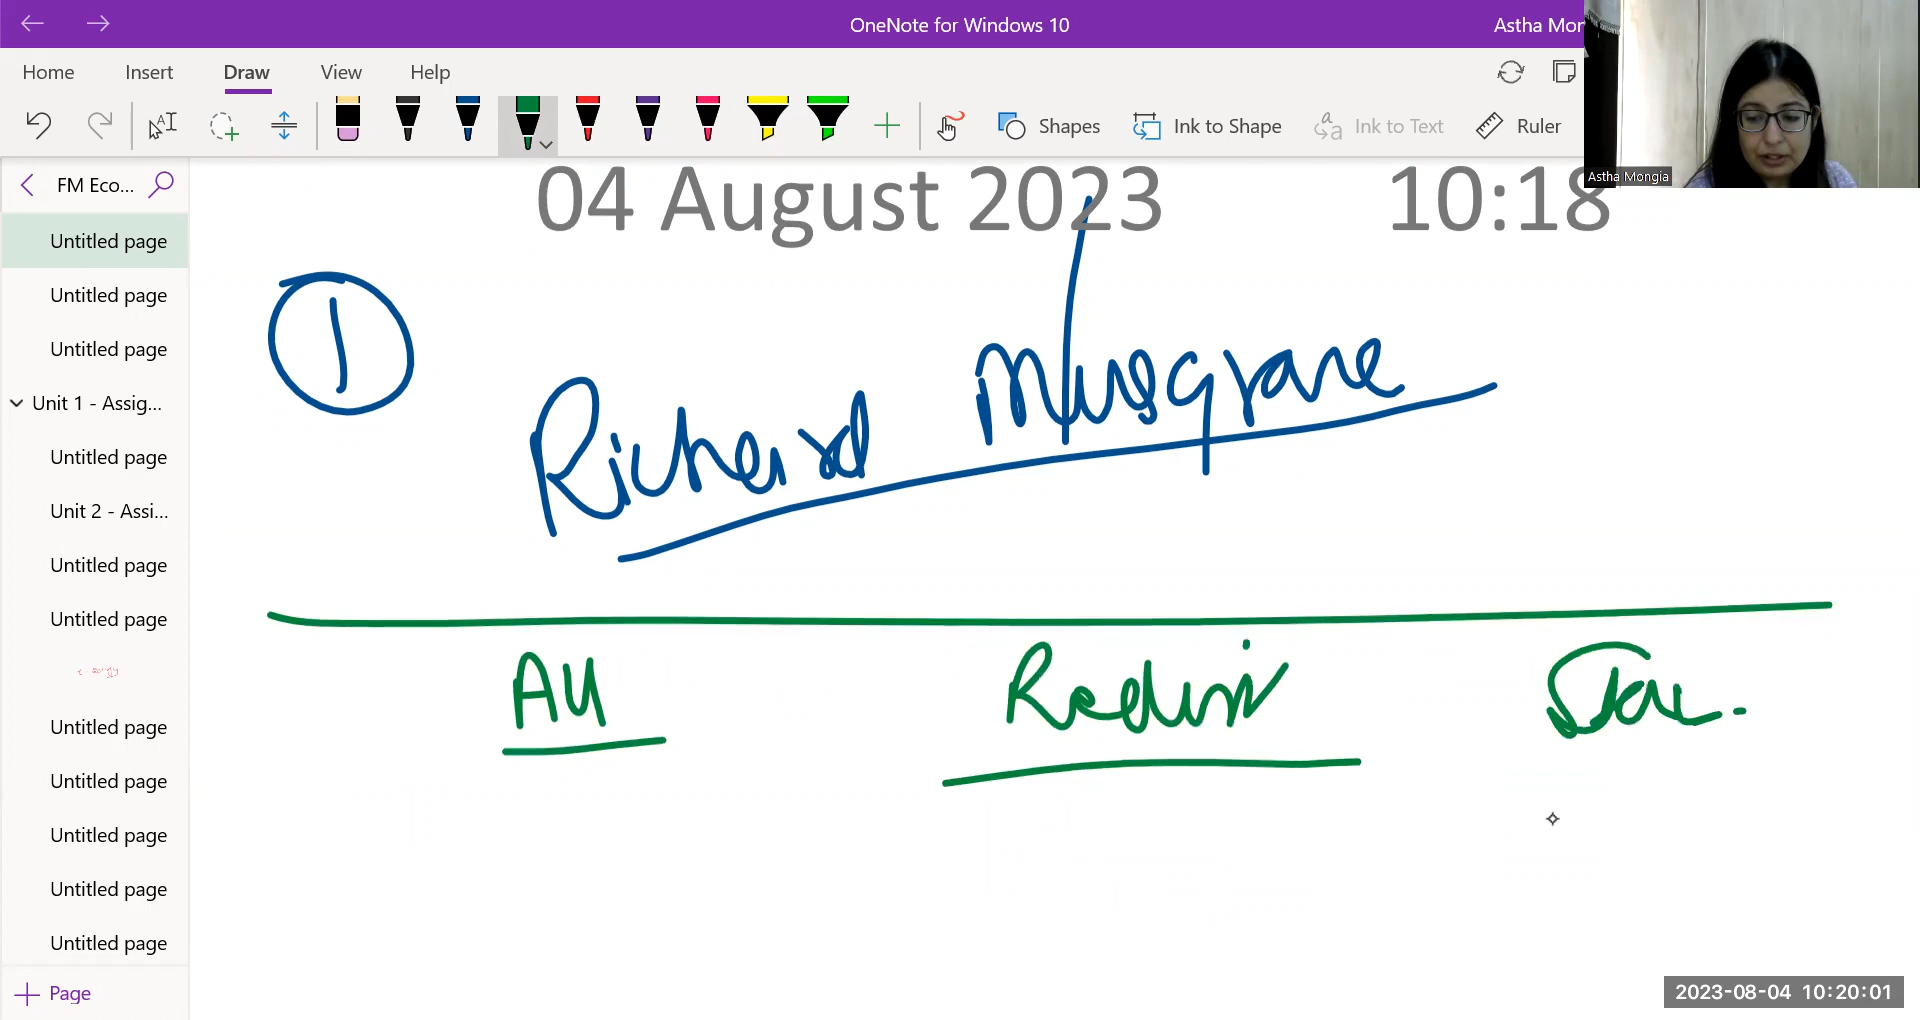 OneNote for Windows 10
Astha Mon
Home Insert Draw View Help
Shapes Ink to Shape Ink to Text Ruler
Astha Mongia
FM Eco...
04 August 2023 10:18
Untitled page
Untitled page
Untitled page
Unit 1 - Assig...
Untitled page
Unit 2 - Assi...
Untitled page
Untitled page
Untitled page
Untitled page
Untitled page
Untitled page
Untitled page
Page
1
Richard Musgrave
All Redist
2023-08-04 10:20:01